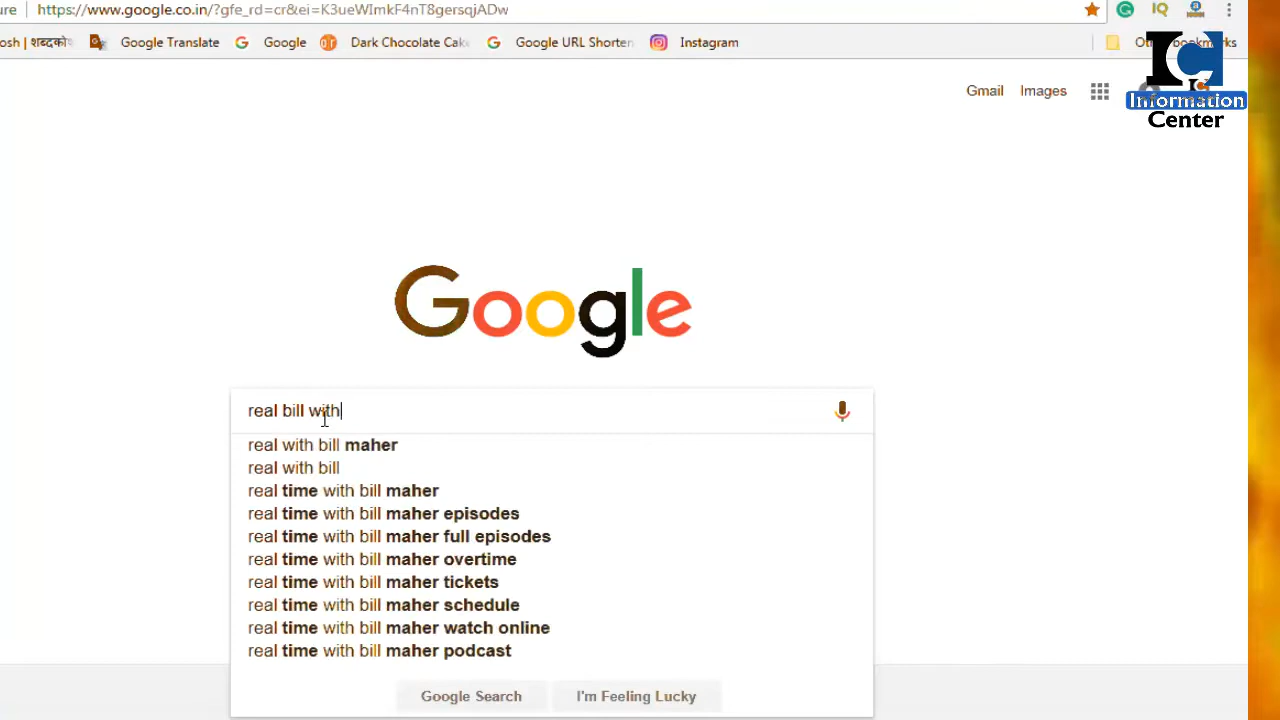 ure https://www.google.co.in/?gfe_rd=cr&ei=K3ueWImkF4nT8gersqjADw IQ
osh | शब्दको Google Translate Google Dark Chocolate Cak Google URL Shorten Instagram bookmarks
Gmail Images
IC
Information
Center
Google
real bill with
real with bill maher
real with bill
real time with bill maher
real time with bill maher episodes
real time with bill maher full episodes
real time with bill maher overtime
real time with bill maher tickets
real time with bill maher schedule
real time with bill maher watch online
real time with bill maher podcast
Google Search I'm Feeling Lucky